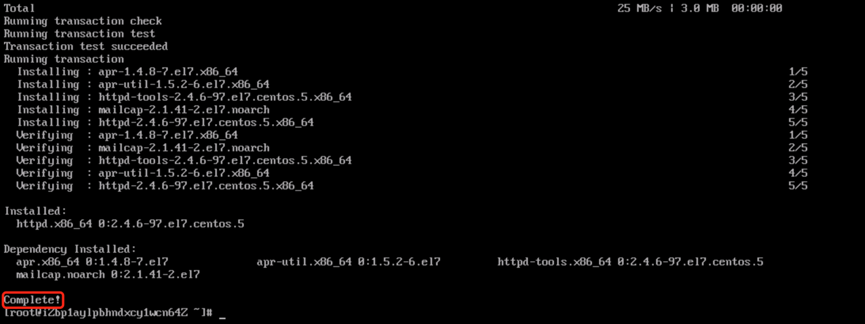 Total 25 MB/s | 3.0 MB 00:00:00
Running transaction check
Running transaction test
Transaction test succeeded
Running transaction
Installing : apr-1.4.8-7.el7.x86_64 1/5
Installing : apr-util-1.5.2-6.el7.x86_64 2/5
Installing : httpd-tools-2.4.6-97.el7.centos.5.x86_64 3/5
Installing : mailcap-2.1.41-2.el7.noarch 4/5
Installing : httpd-2.4.6-97.el7.centos.5.x86_64 5/5
Verifying : apr-1.4.8-7.el7.x86_64 1/5
Verifying : mailcap-2.1.41-2.el7.noarch 2/5
Verifying : httpd-tools-2.4.6-97.el7.centos.5.x86_64 3/5
Verifying : apr-util-1.5.2-6.el7.x86_64 4/5
Verifying : httpd-2.4.6-97.el7.centos.5.x86_64 5/5
Installed:
httpd.x86_64 0:2.4.6-97.el7.centos.5
Dependency Installed:
apr.x86_64 0:1.4.8-7.el7 apr-util.x86_64 0:1.5.2-6.el7 httpd-tools.x86_64 0:2.4.6-97.el7.centos.5
mailcap.noarch 0:2.1.41-2.el7
Complete!
[root@iZbp1aylpbhndxcy1wcn64Z ~]# _